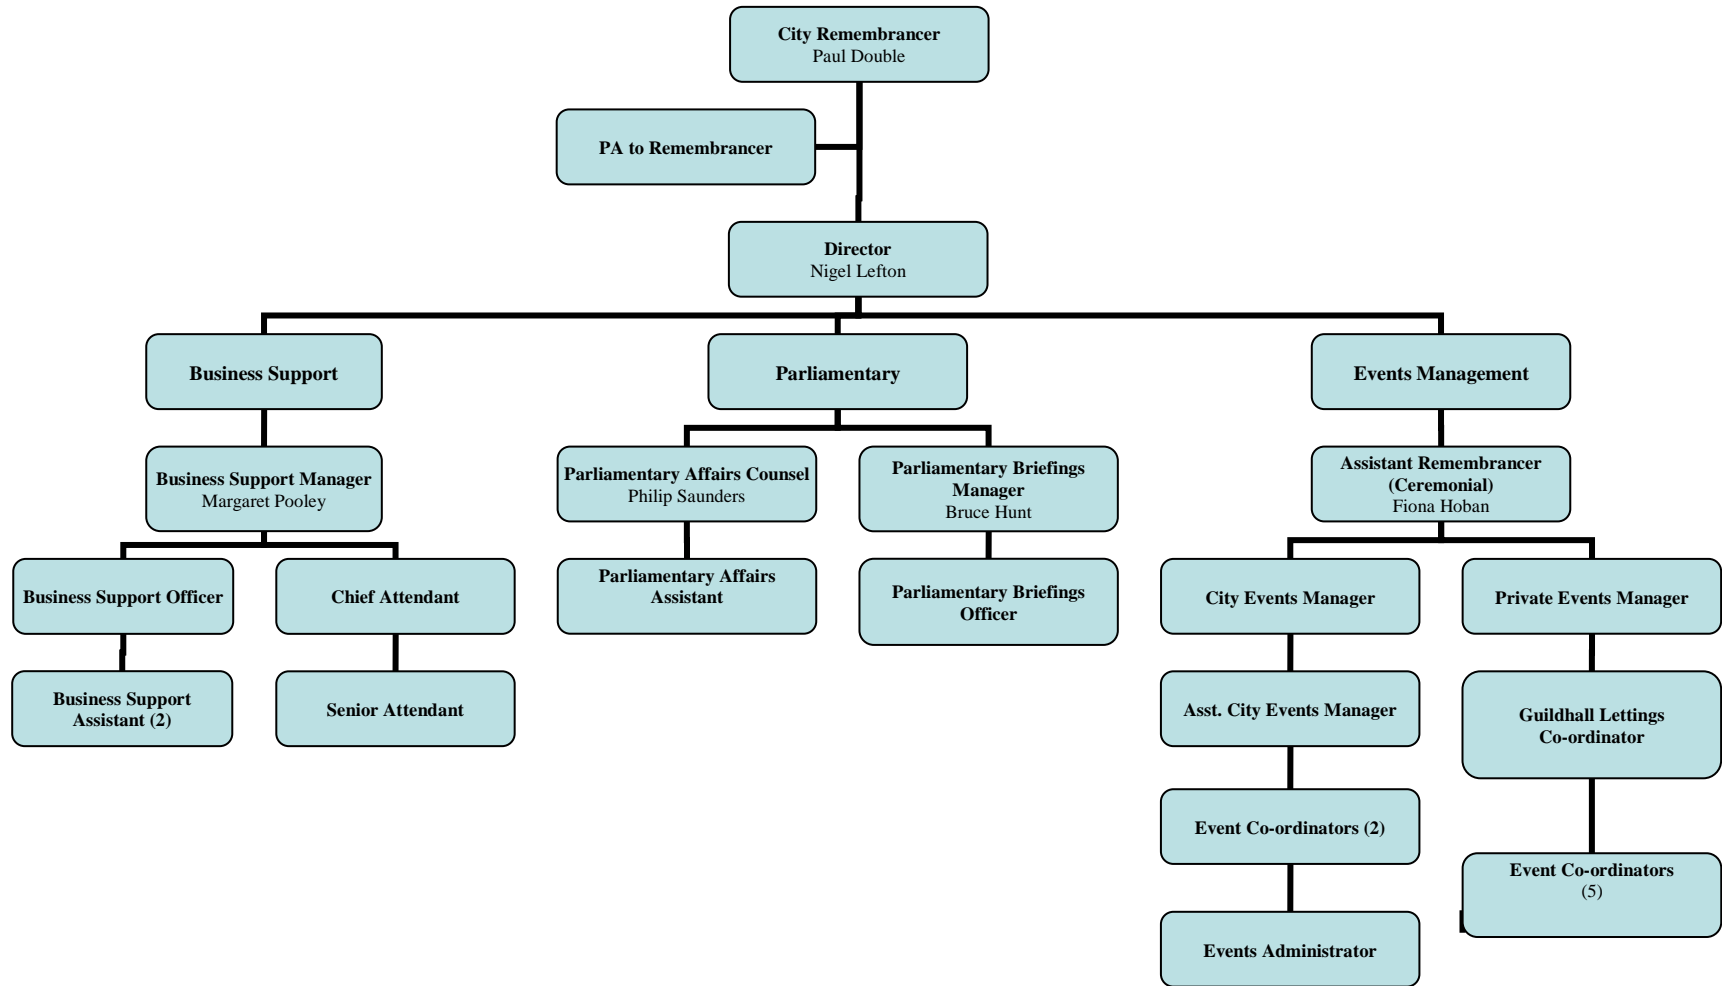 City Remembrancer
Paul Double
PA to Remembrancer
Director
Nigel Lefton
Business Support
Parliamentary
Events Management
Business Support Manager
Margaret Pooley
Parliamentary Affairs Counsel
Philip Saunders
Parliamentary Briefings
Manager
Bruce Hunt
Assistant Remembrancer
(Ceremonial)
Fiona Hoban
Business Support Officer
Chief Attendant
Parliamentary Affairs
Assistant
Parliamentary Briefings
Officer
City Events Manager
Private Events Manager
Business Support
Assistant (2)
Senior Attendant
Asst. City Events Manager
Guildhall Lettings
Co-ordinator
Event Co-ordinators (2)
Event Co-ordinators
(5)
Events Administrator